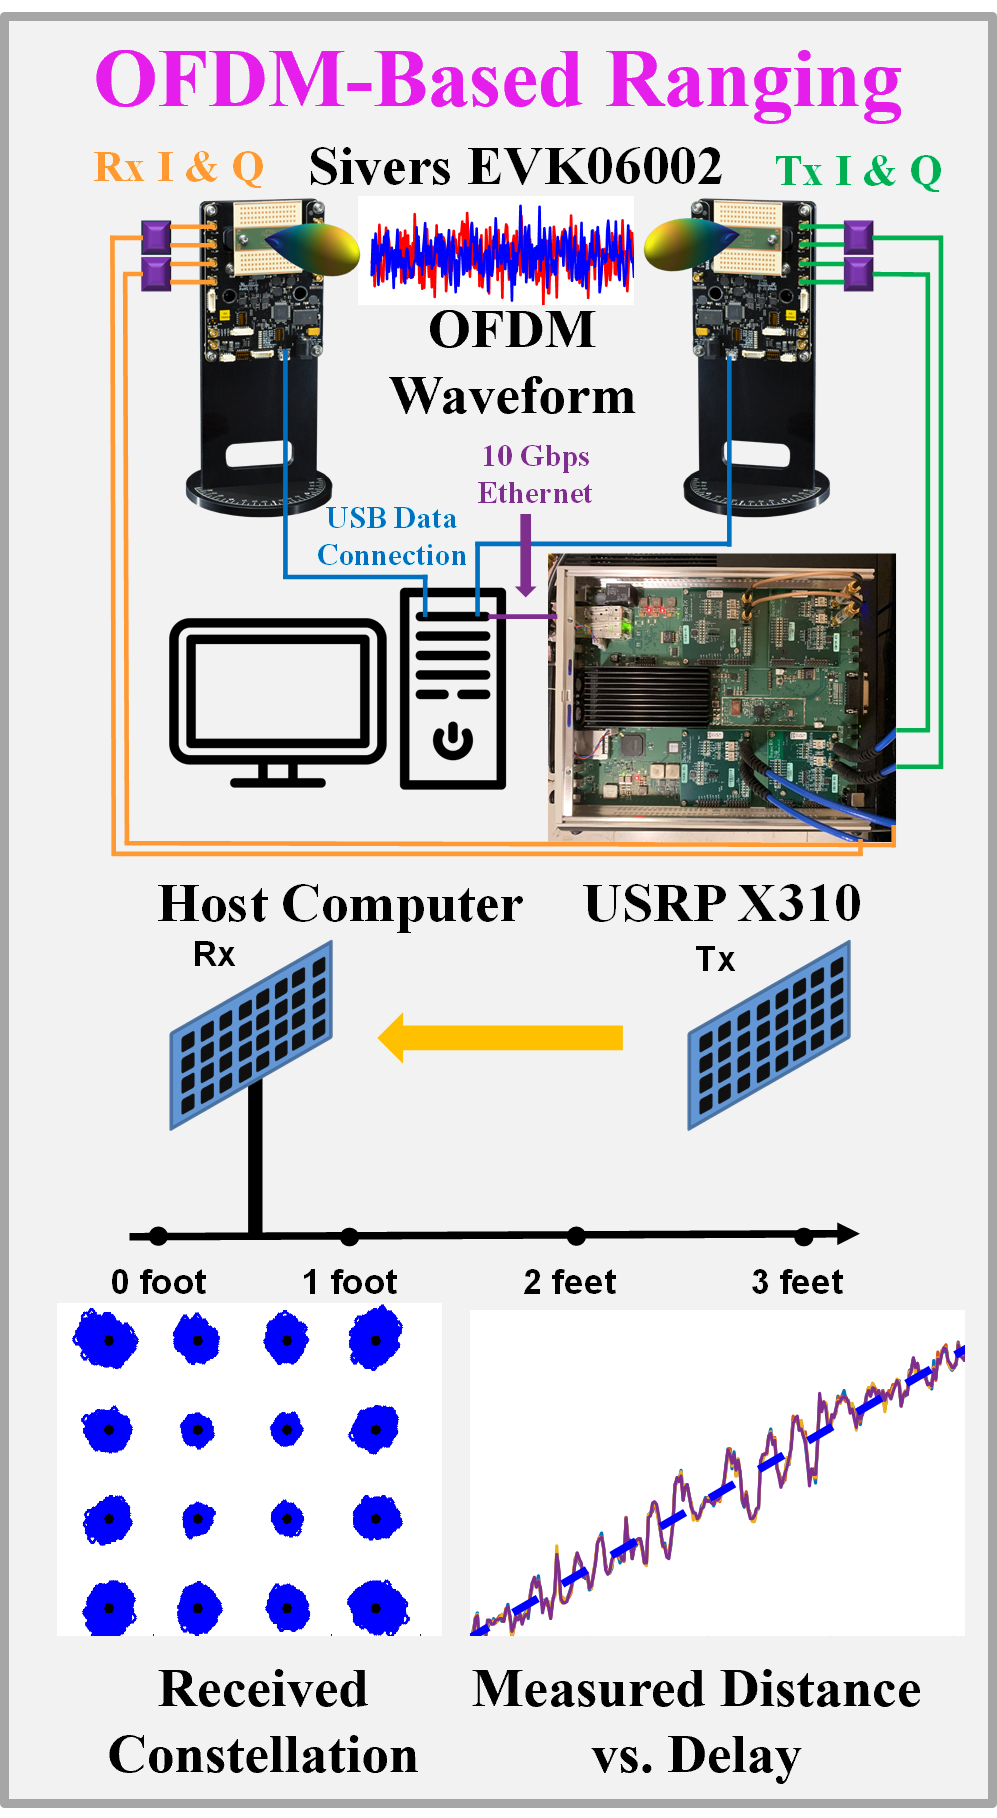 OFDM-Based Ranging
Rx I & Q
Sivers EVK06002
Tx I & Q
OFDM
Waveform
10 Gbps
Ethernet
USB Data
Connection
Host Computer
USRP X310
Rx
Tx
0 foot
1 foot
2 feet
3 feet
Received
Constellation
Measured Distance
vs. Delay